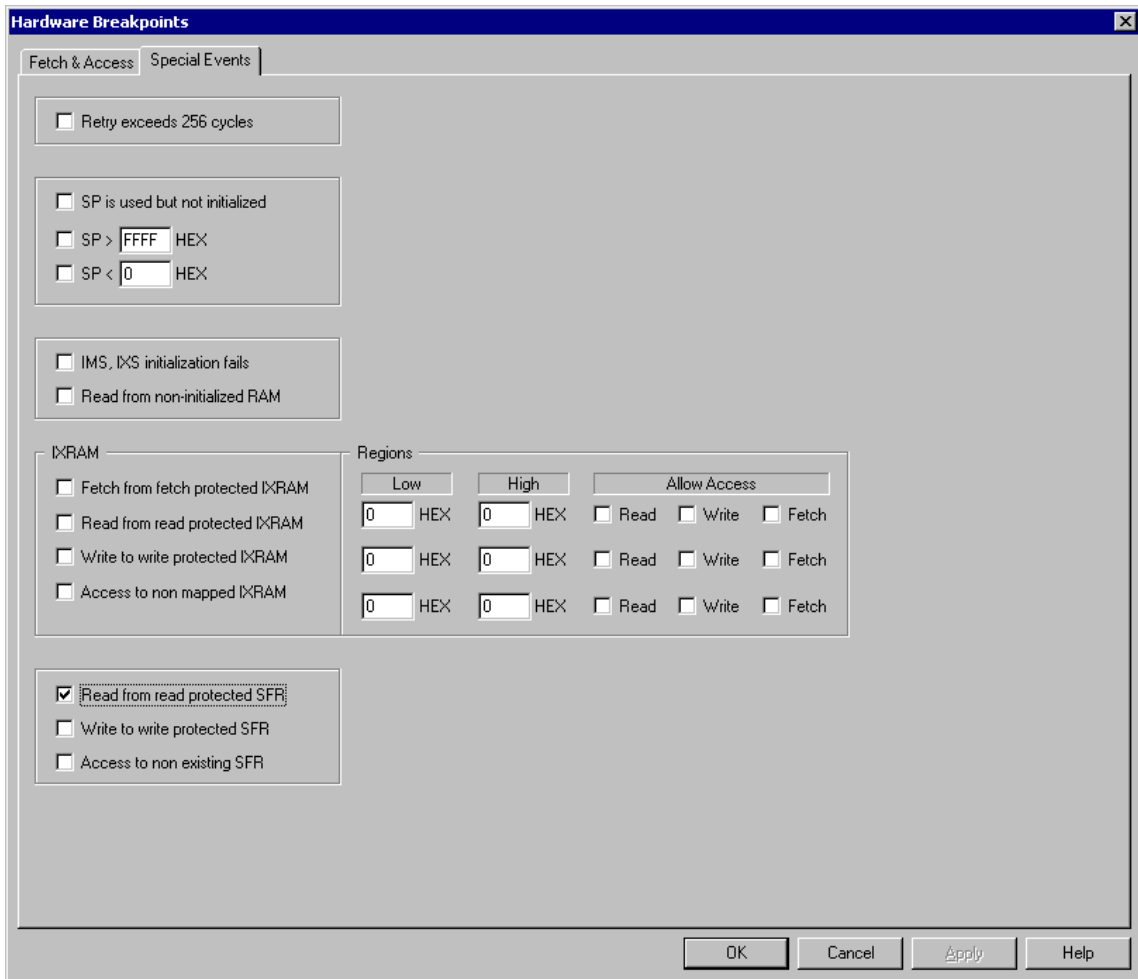 Hardware Breakpoints
Fetch & Access Special Events
Retry exceeds 256 cycles
SP is used but not initialized
SP > FFFF HEX
SP < 0 HEX
IMS, IXS initialization fails
Read from non-initialized RAM
IXRAM Regions
Low High Allow Access
Fetch from fetch protected IXRAM
0 HEX 0 HEX Read Write Fetch
Read from read protected IXRAM
Write to write protected IXRAM
0 HEX 0 HEX Read Write Fetch
Access to non mapped IXRAM
0 HEX 0 HEX Read Write Fetch
Read from read protected SFR
Write to write protected SFR
Access to non existing SFR
OK Cancel Apply Help